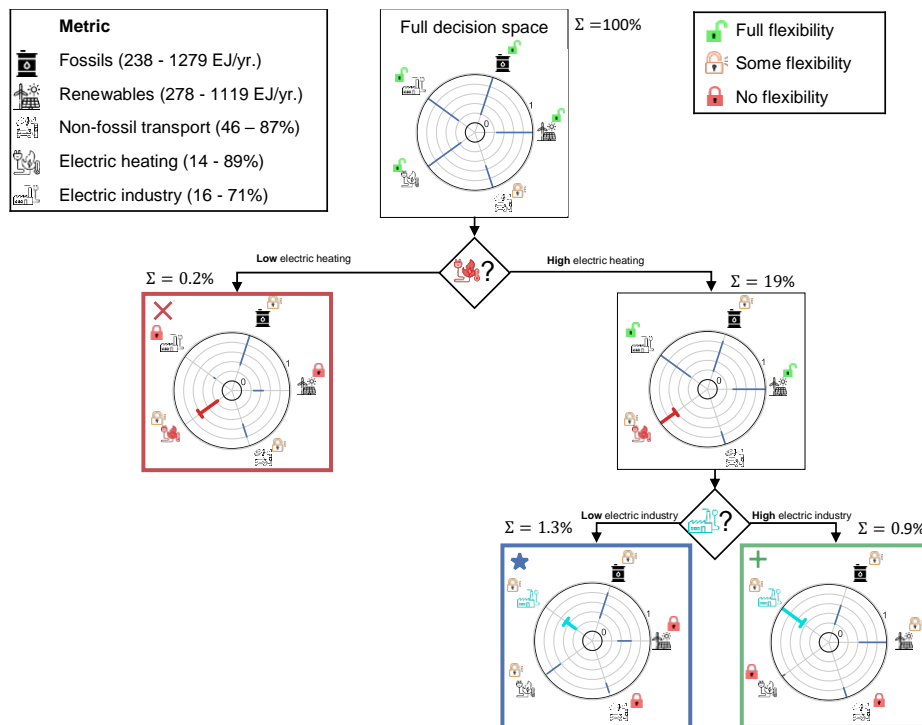 Metric
Fossils (238 - 1279 EJ/yr.)
Renewables (278 - 1119 EJ/yr.)
Non-fossil transport (46 – 87%)
Electric heating (14 - 89%)
Electric industry (16 - 71%)
Full decision space
Σ =100%
1
0
Full flexibility
Some flexibility
No flexibility
Low electric heating
?
High electric heating
Σ = 0.2%
1
0
Σ = 19%
1
0
Low electric industry
?
High electric industry
Σ = 1.3%
1
0
Σ = 0.9%
1
0